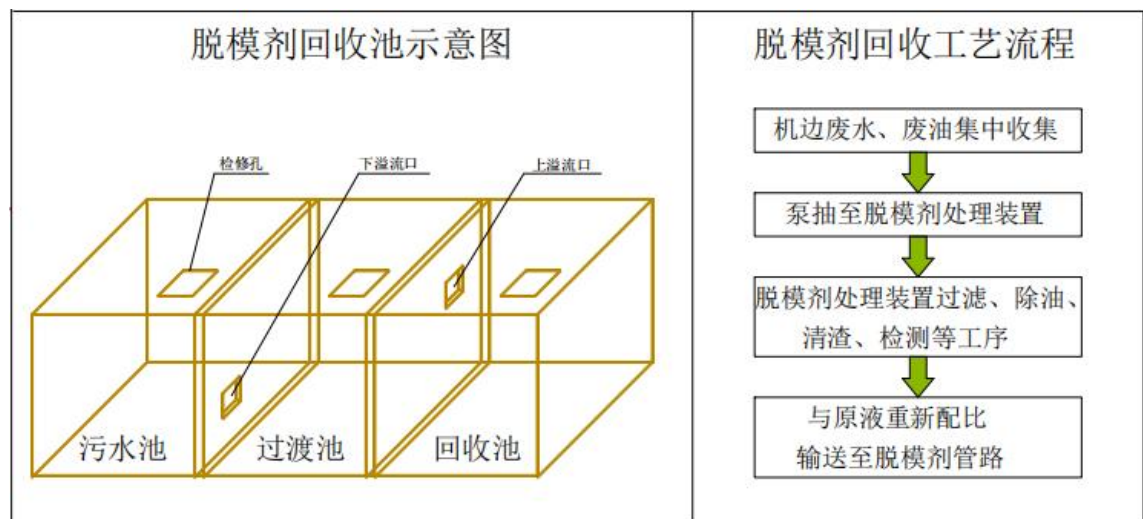 脱模剂回收池示意图
检修孔
下溢流口
上溢流口
污水池
过渡池
回收池
脱模剂回收工艺流程
机边废水、废油集中收集
泵抽至脱模剂处理装置
脱模剂处理装置过滤、除油、
清渣、检测等工序
与原液重新配比
输送至脱模剂管路